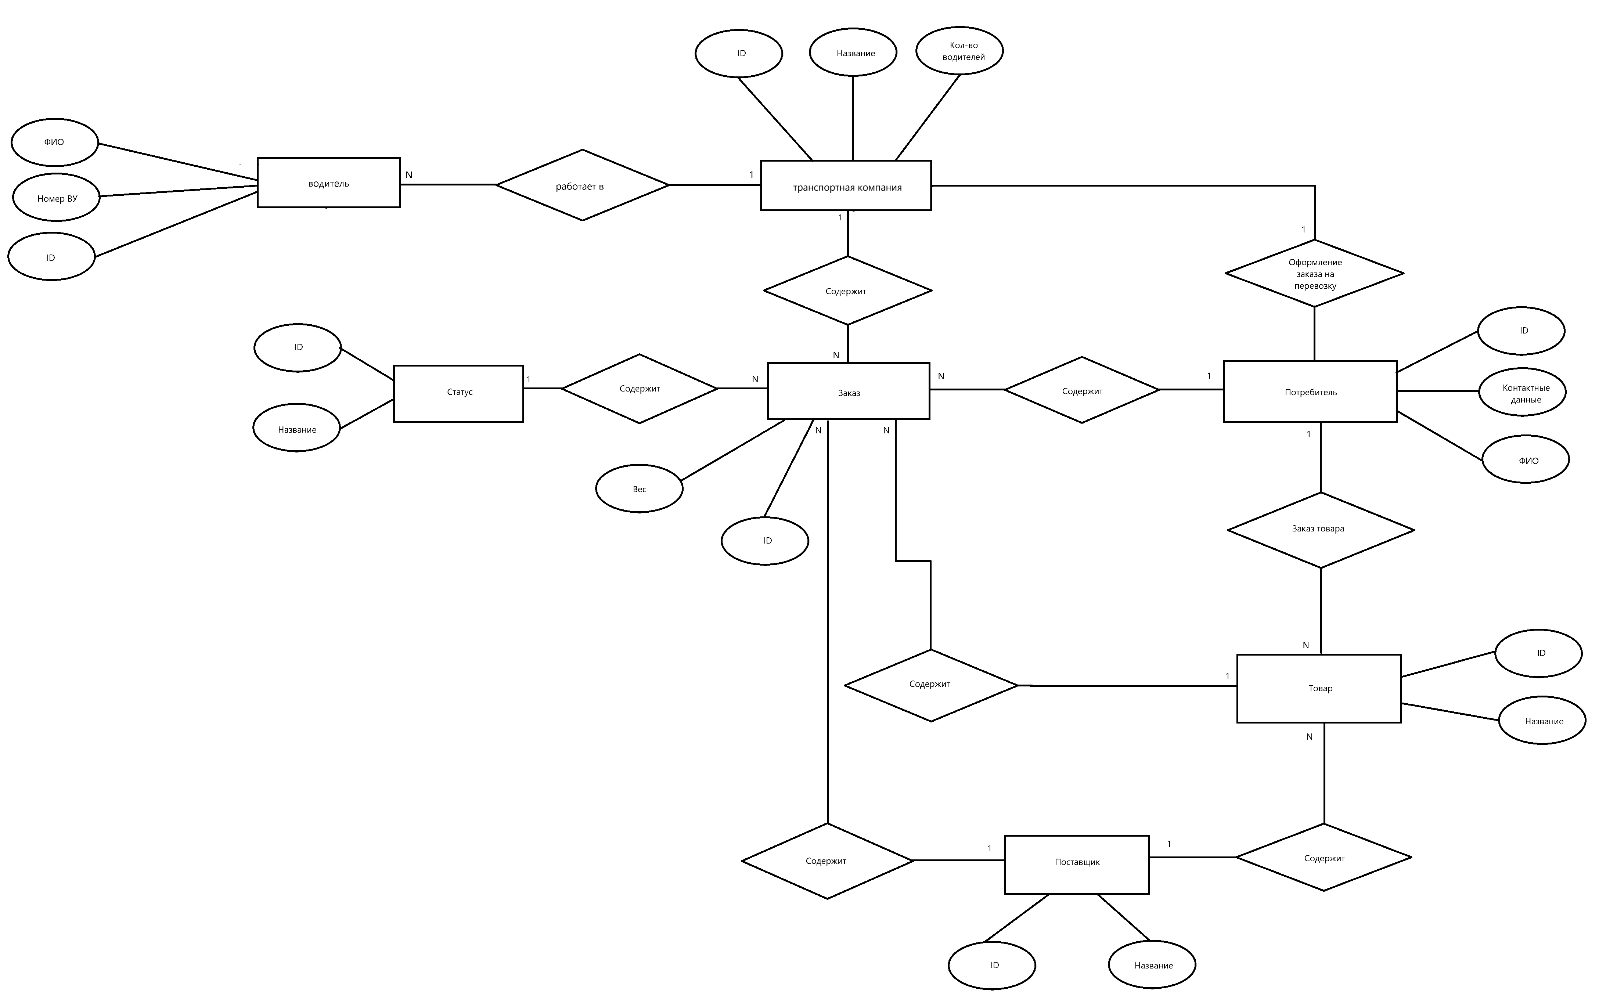 ID
Название
Кол-во
водителей
ФИО
Номер ВУ
ID
водитель
N
работает в
1
транспортная компания
1
1
Содержит
Оформление
заказа на
перевозку
N
ID
Название
Статус
1
Содержит
N
Заказ
N
Содержит
1
Потребитель
ID
Контактные
данные
ФИО
N
N
1
Вес
ID
Заказ товара
N
Содержит
1
Товар
ID
Название
N
Содержит
1
Поставщик
1
Содержит
ID
Название